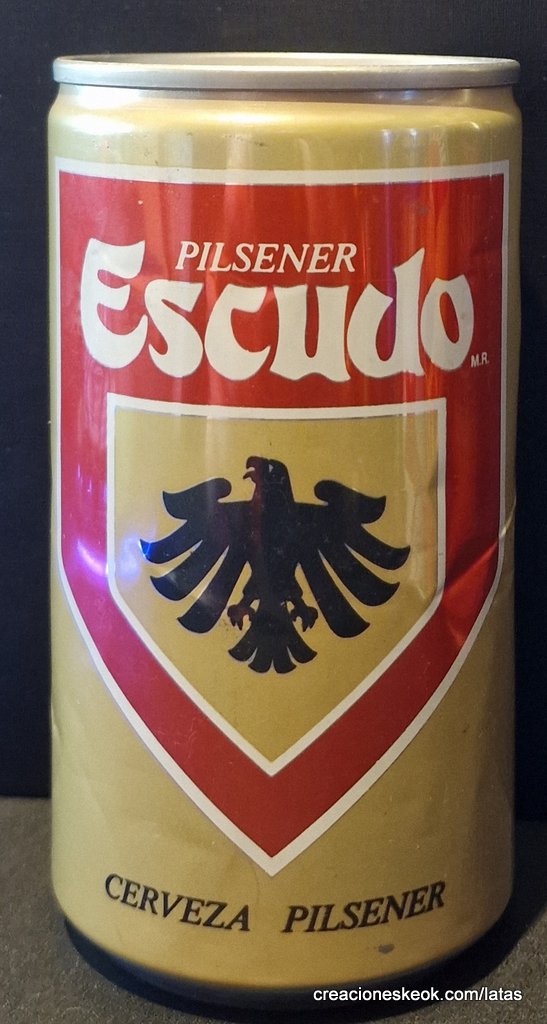 PILSENER
Escudo
M.R.
CERVEZA PILSENER
creacioneskeok.com/latas